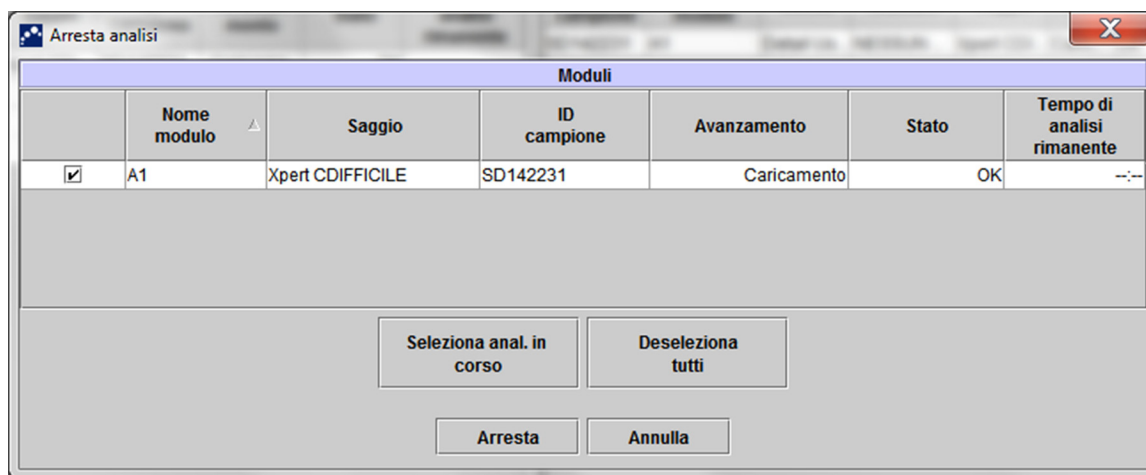 Arresta analisi
Moduli
Nome modulo Saggio ID campione Avanzamento Stato Tempo di analisi rimanente
A1 Xpert CDIFFICILE SD142231 Caricamento OK --:--
Seleziona anal. in corso
Deseleziona tutti
Arresta Annulla